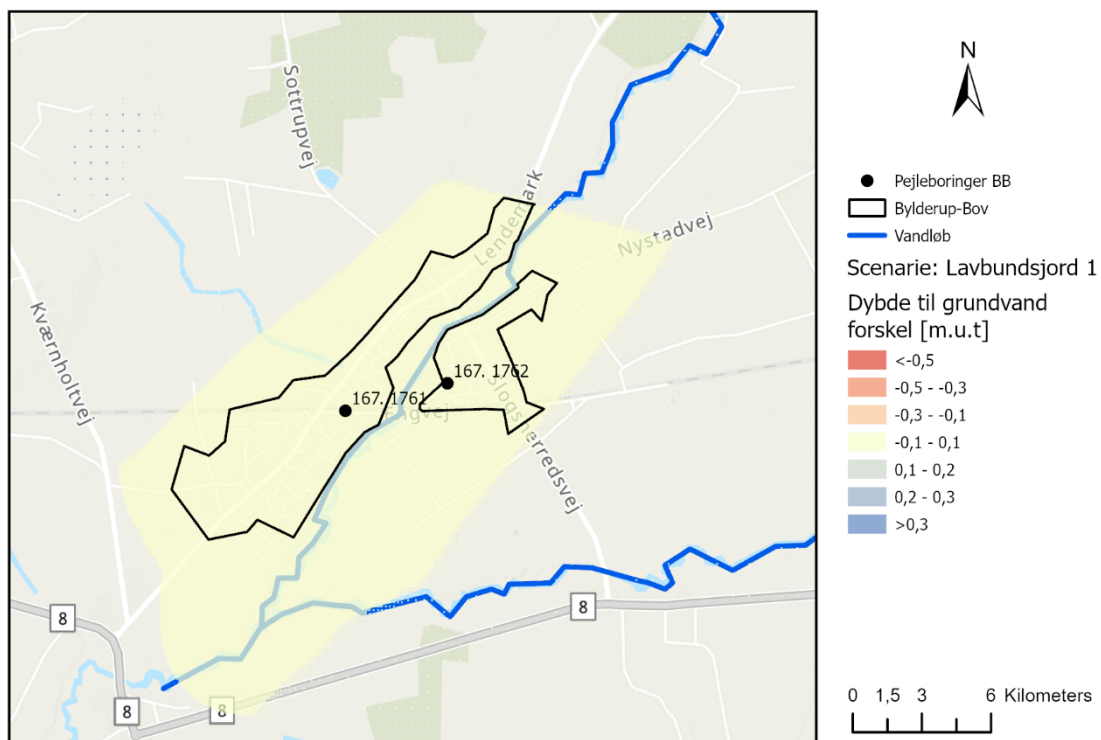 Sottrupvej
Lendemark
Nystadvej
Kværnholtvej
167. 1762
167. 1761
Engvej
Slogsherredsvej
8
8
8
8
N
Pejleboringer BB
Bylderup-Bov
Vandløb
Scenarie: Lavbundsjord 1
Dybde til grundvand
forskel [m.u.t]
<-0,5
-0,5 - -0,3
-0,3 - -0,1
-0,1 - 0,1
0,1 - 0,2
0,2 - 0,3
>0,3
0 1,5 3 6 Kilometers